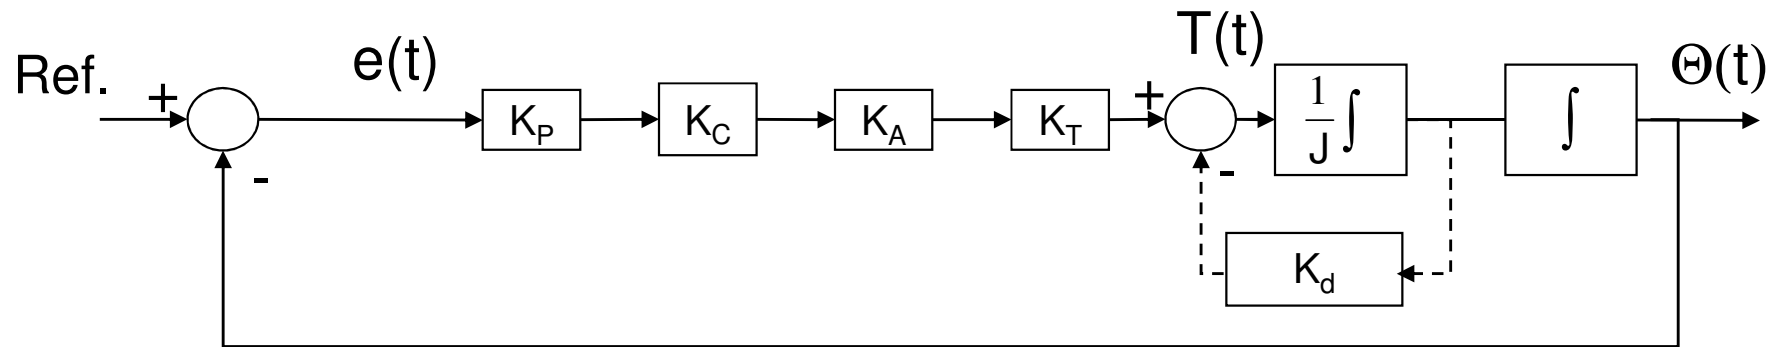 Ref.
+
-
e(t)
K_P
K_C
K_A
K_T
T(t)
+
-
1/J ∫
∫
Θ(t)
K_d